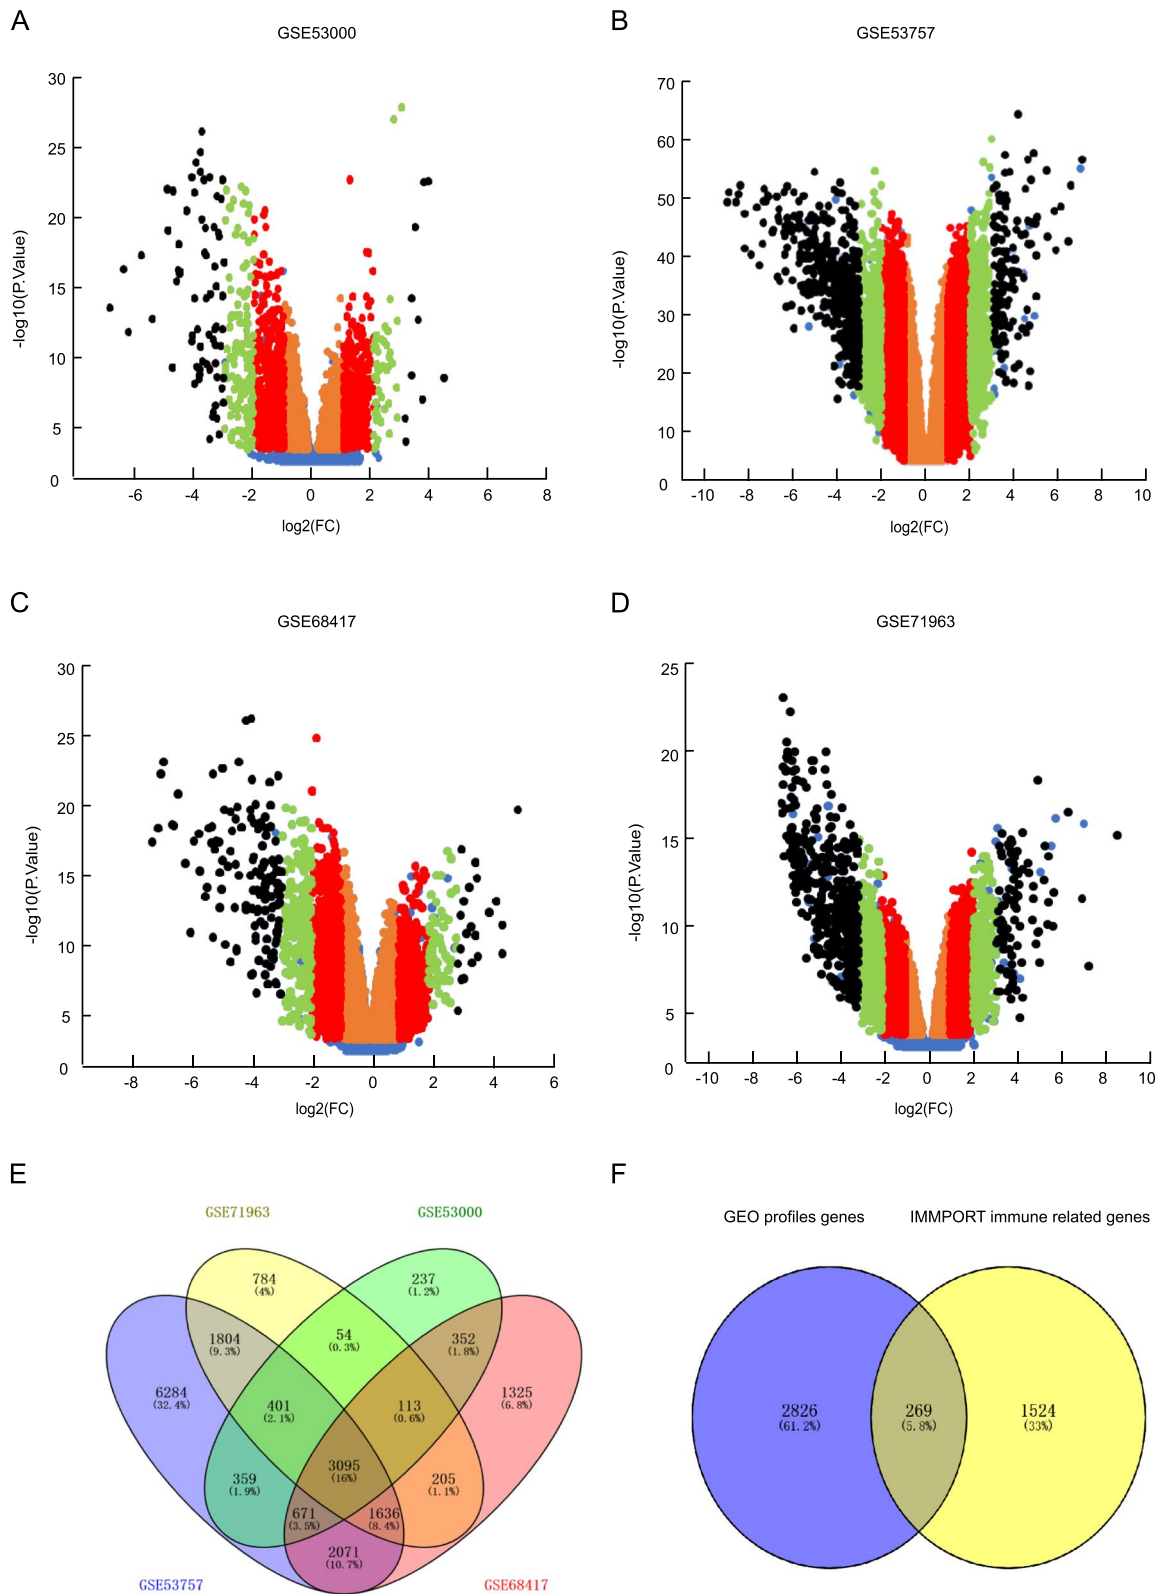 A
GSE53000
30
25
20
15
10
5
0
-log10(P.Value)
-6 -4 -2 0 2 4 6 8
log2(FC)
B
GSE53757
70
60
50
40
30
20
10
0
-log10(P.Value)
-10 -8 -6 -4 -2 0 2 4 6 8 10
log2(FC)
C
GSE68417
30
25
20
15
10
5
0
-log10(P.Value)
-8 -6 -4 -2 0 2 4 6
log2(FC)
D
GSE71963
25
20
15
10
5
0
-log10(P.Value)
-10 -8 -6 -4 -2 0 2 4 6 8 10
log2(FC)
E
GSE71963 GSE53000
784
(4%)
237
(1.2%)
1804
(9.3%)
54
(0.3%)
352
(1.8%)
6284
(32.4%)
401
(2.1%)
113
(0.6%)
1325
(6.8%)
359
(1.9%)
3095
(16%)
205
(1.1%)
671
(3.5%)
1636
(8.4%)
2071
(10.7%)
GSE53757 GSE68417
F
GEO profiles genes IMMPORT immune related genes
2826
(61.2%)
269
(5.8%)
1524
(33%)